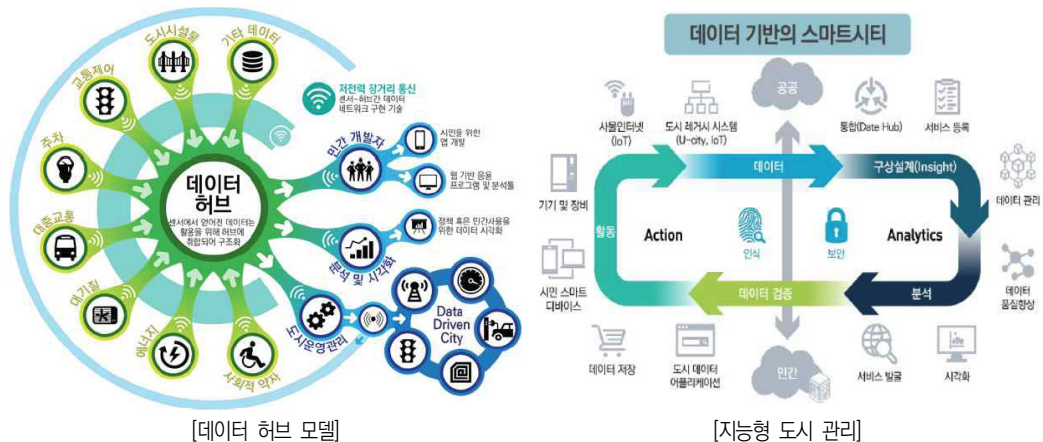 도시시설물
기타 데이터
교통제어
주차
대중교통
대기질
에너지
사회적 약자
데이터
허브
센서에서 얻어진 데이터는
활용을 위해 허브에
취합되어 구조화
저전력 장거리 통신
센서-허브간 데이터
네트워크 구현 기술
민간 개발자
시민을 위한
앱 개발
웹 기반 응용
프로그램 및 분석툴
분석 및 시각화
정책 혹은 민간사용을
위한 데이터 시각화
도시운영관리
Data
Driven
City
[데이터 허브 모델]
데이터 기반의 스마트시티
공공
사물인터넷
(IoT)
도시 레거시 시스템
(U-city, IoT)
통합(Date Hub)
서비스 등록
데이터
구상설계(Insight)
기기 및 장비
데이터 관리
활동
Action
인식
보안
Analytics
시민 스마트
디바이스
데이터 검증
분석
데이터
품질향상
데이터 저장
도시 데이터
어플리케이션
민간
서비스 발굴
시각화
[지능형 도시 관리]